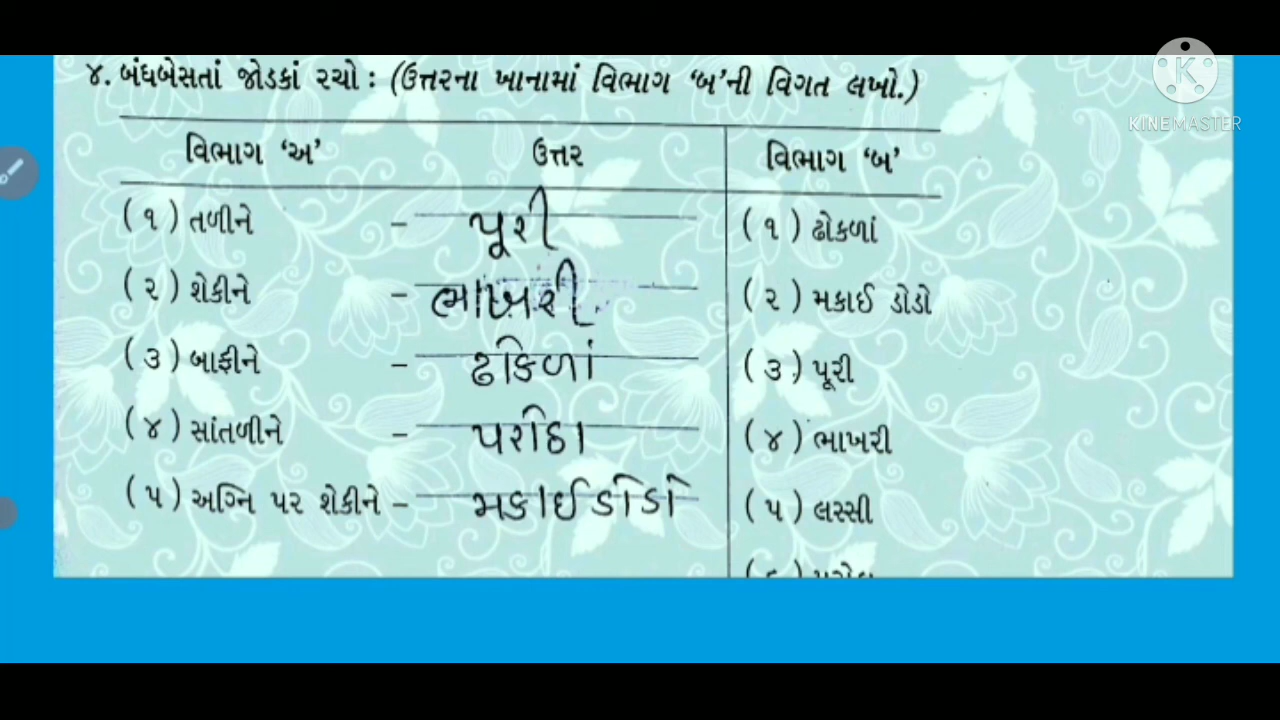 ૪. બંધબેસતાં જોડકાં રચો : (ઉત્તરના ખાનામાં વિભાગ ‘બ’ની વિગત લખો.)
KINEMASTER
વિભાગ ‘અ’ ઉત્તર વિભાગ ‘બ’
(૧) તળીને – પૂરી (૧) ઢોકળાં
(૨) શેકીને – ભાખરી. (૨) મકાઈ ડોડો
(૩) બાફીને – ઢોકળાં (૩) પૂરી
(૪) સાંતળીને – પરોઠા (૪) ભાખરી
(૫) અગ્નિ પર શેકીને – મકાઈડોડો (૫) લસ્સી